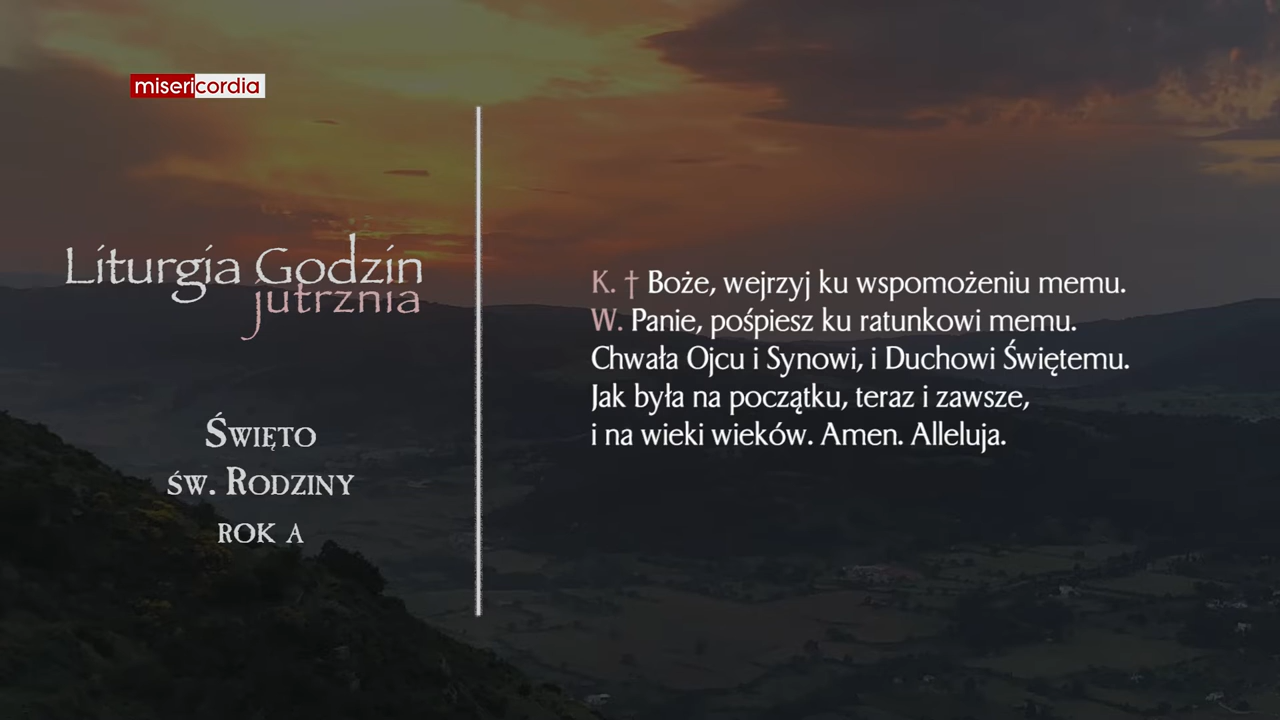 misericordia
Liturgia Godzin
jutrznia
Święto
św. Rodziny
rok a
K. † Boże, wejrzyj ku wspomożeniu memu.
W. Panie, pośpiesz ku ratunkowi memu.
Chwała Ojcu i Synowi, i Duchowi Świętemu.
Jak była na początku, teraz i zawsze,
i na wieki wieków. Amen. Alleluja.